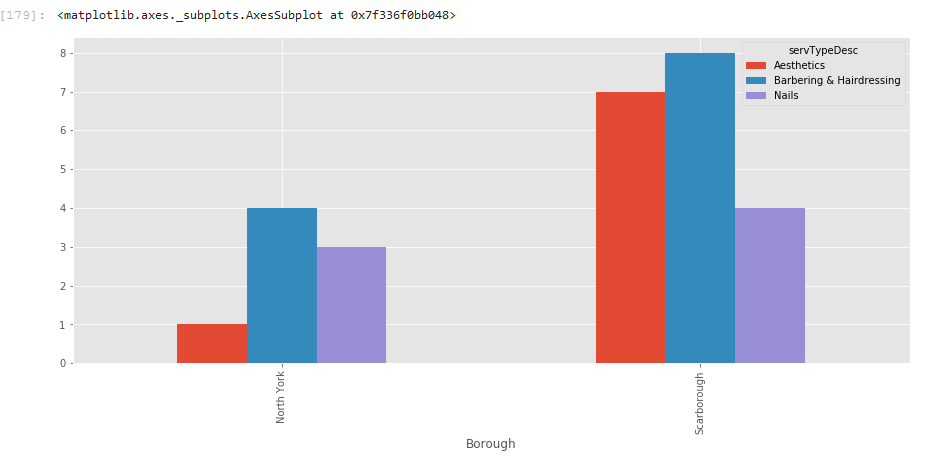 [179]: <matplotlib.axes._subplots.AxesSubplot at 0x7f336f0bb048>
servTypeDesc
Aesthetics
Barbering & Hairdressing
Nails
8
7
6
5
4
3
2
1
0
North York
Scarborough
Borough